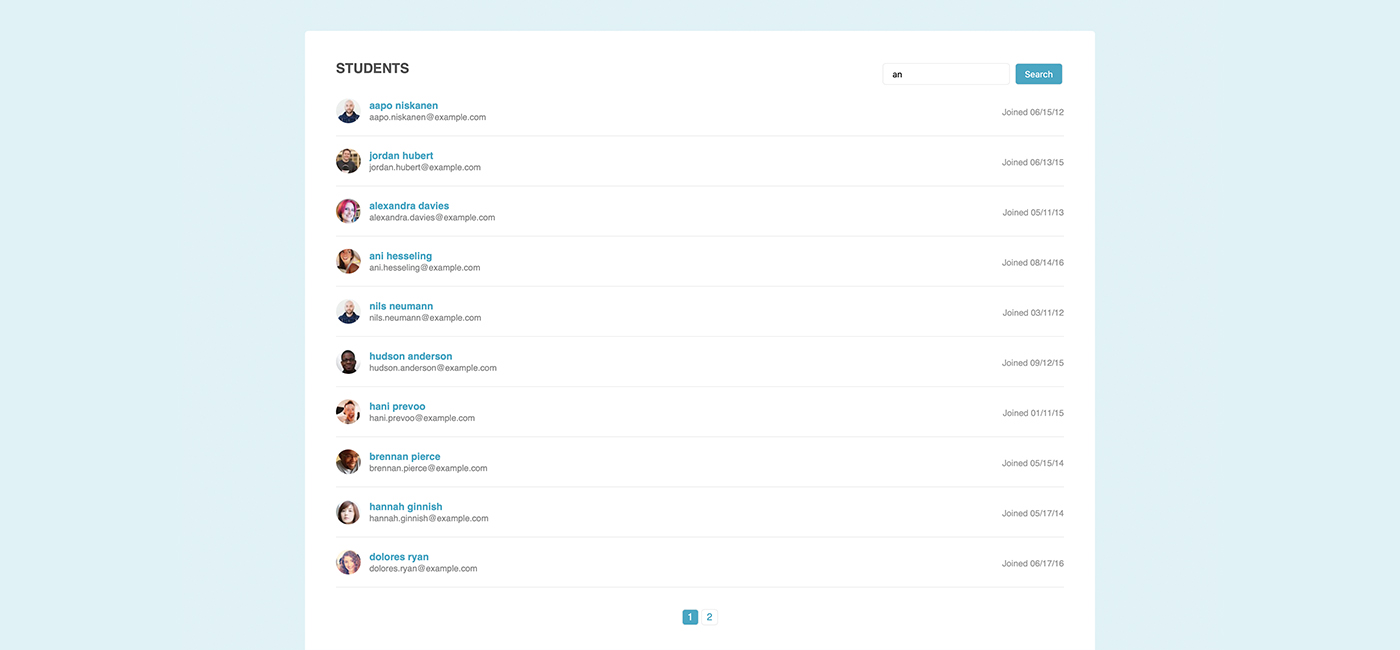 STUDENTS
an
Search
aapo niskanen
aapo.niskanen@example.com
Joined 06/15/12
jordan hubert
jordan.hubert@example.com
Joined 06/13/15
alexandra davies
alexandra.davies@example.com
Joined 05/11/13
ani hesseling
ani.hesseling@example.com
Joined 08/14/16
nils neumann
nils.neumann@example.com
Joined 03/11/12
hudson anderson
hudson.anderson@example.com
Joined 09/12/15
hani prevoo
hani.prevoo@example.com
Joined 01/11/15
brennan pierce
brennan.pierce@example.com
Joined 05/15/14
hannah ginnish
hannah.ginnish@example.com
Joined 05/17/14
dolores ryan
dolores.ryan@example.com
Joined 06/17/16
1 2